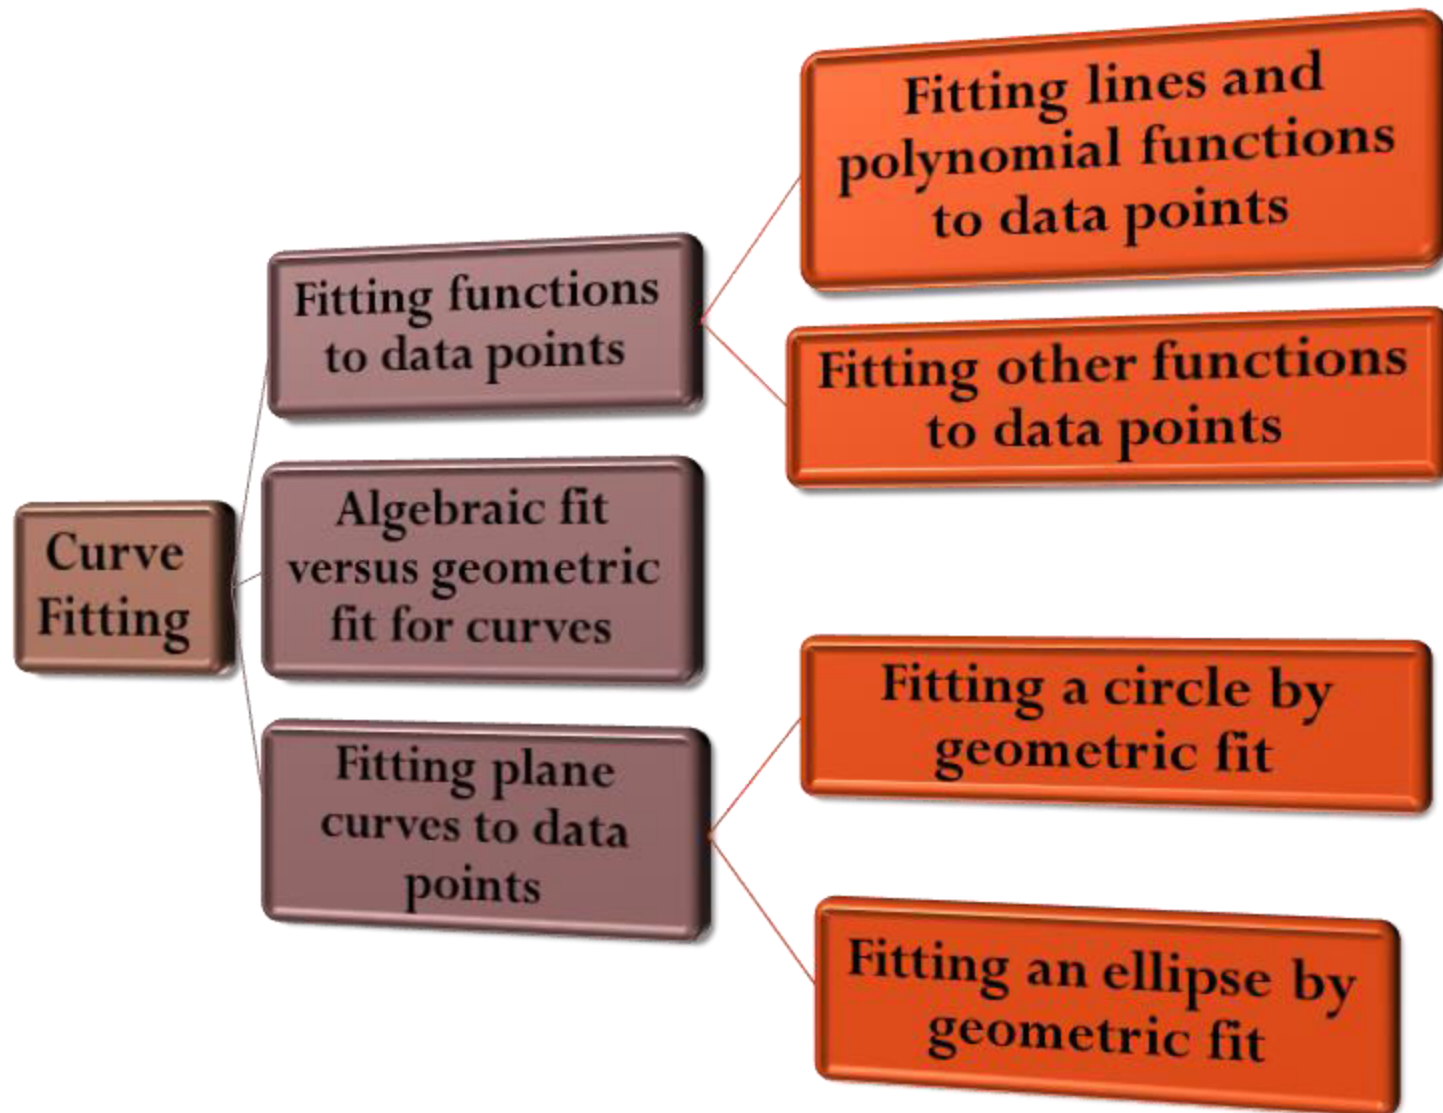 Curve
Fitting
Fitting functions
to data points
Fitting lines and
polynomial functions
to data points
Fitting other functions
to data points
Algebraic fit
versus geometric
fit for curves
Fitting plane
curves to data
points
Fitting a circle by
geometric fit
Fitting an ellipse by
geometric fit